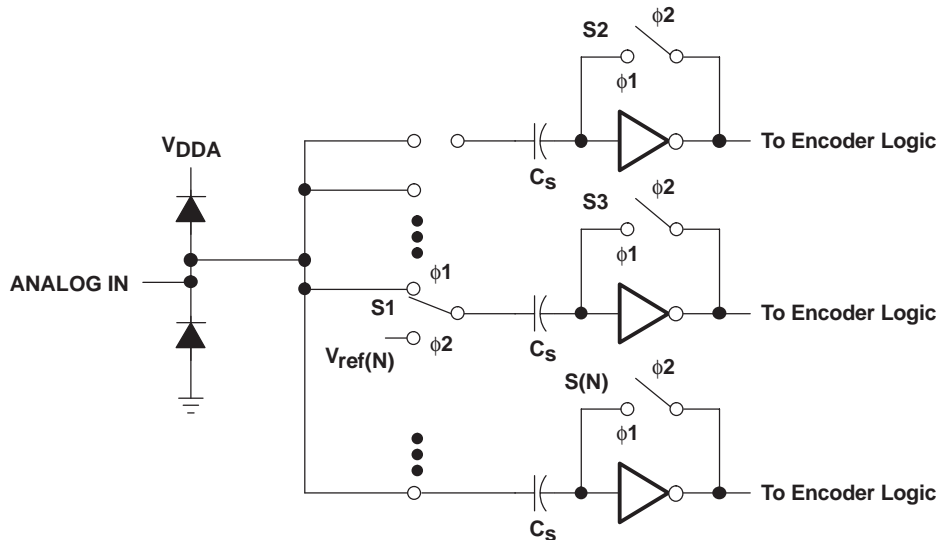 S2
ϕ2
ϕ1
VDDA
To Encoder Logic
CS
S3
ϕ2
ϕ1
ANALOG IN
ϕ1
S1
To Encoder Logic
Vref(N)
ϕ2
CS
S(N)
ϕ2
ϕ1
To Encoder Logic
CS